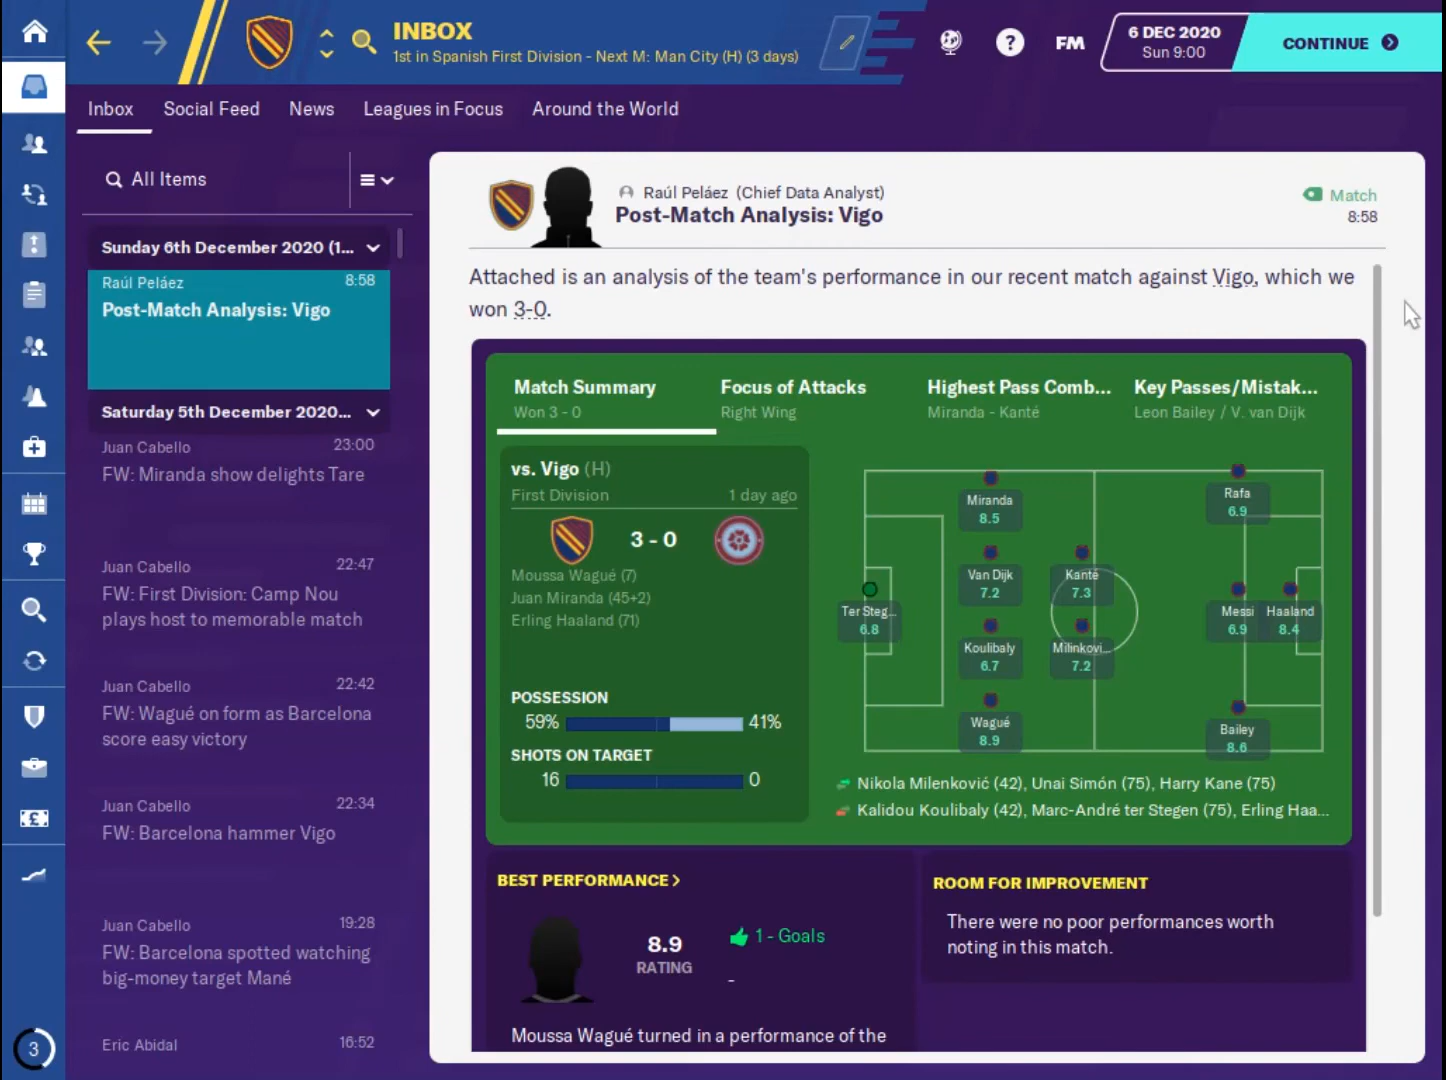 INBOX
1st in Spanish First Division - Next M: Man City (H) (3 days)
FM
6 DEC 2020
Sun 9:00
CONTINUE
Inbox Social Feed News Leagues in Focus Around the World
All Items
Sunday 6th December 2020 (1...
Raúl Peláez 8:58
Post-Match Analysis: Vigo
Saturday 5th December 2020...
Juan Cabello 23:00
FW: Miranda show delights Tare
Juan Cabello 22:47
FW: First Division: Camp Nou
plays host to memorable match
Juan Cabello 22:42
FW: Wagué on form as Barcelona
score easy victory
Juan Cabello 22:34
FW: Barcelona hammer Vigo
Juan Cabello 19:28
FW: Barcelona spotted watching
big-money target Mané
Eric Abidal 16:52
3
Raúl Peláez (Chief Data Analyst)
Post-Match Analysis: Vigo
Match
8:58
Attached is an analysis of the team's performance in our recent match against Vigo, which we
won 3-0.
Match Summary Focus of Attacks Highest Pass Comb... Key Passes/Mistak...
Won 3 - 0 Right Wing Miranda - Kanté Leon Bailey / V. van Dijk
vs. Vigo (H)
First Division 1 day ago
3 - 0
Moussa Wagué (7)
Juan Miranda (45+2)
Erling Haaland (71)
POSSESSION
59% 41%
SHOTS ON TARGET
16 0
Miranda
8.5
Rafa
6.9
Van Dijk
7.2
Kanté
7.3
Ter Steg...
6.8
Messi
6.9
Haaland
8.4
Koulibaly
6.7
Milinkovi...
7.2
Wagué
8.9
Bailey
8.6
Nikola Milenković (42), Unai Simón (75), Harry Kane (75)
Kalidou Koulibaly (42), Marc-André ter Stegen (75), Erling Haa...
BEST PERFORMANCE >
8.9
RATING
1 - Goals
-
Moussa Wagué turned in a performance of the
ROOM FOR IMPROVEMENT
There were no poor performances worth
noting in this match.